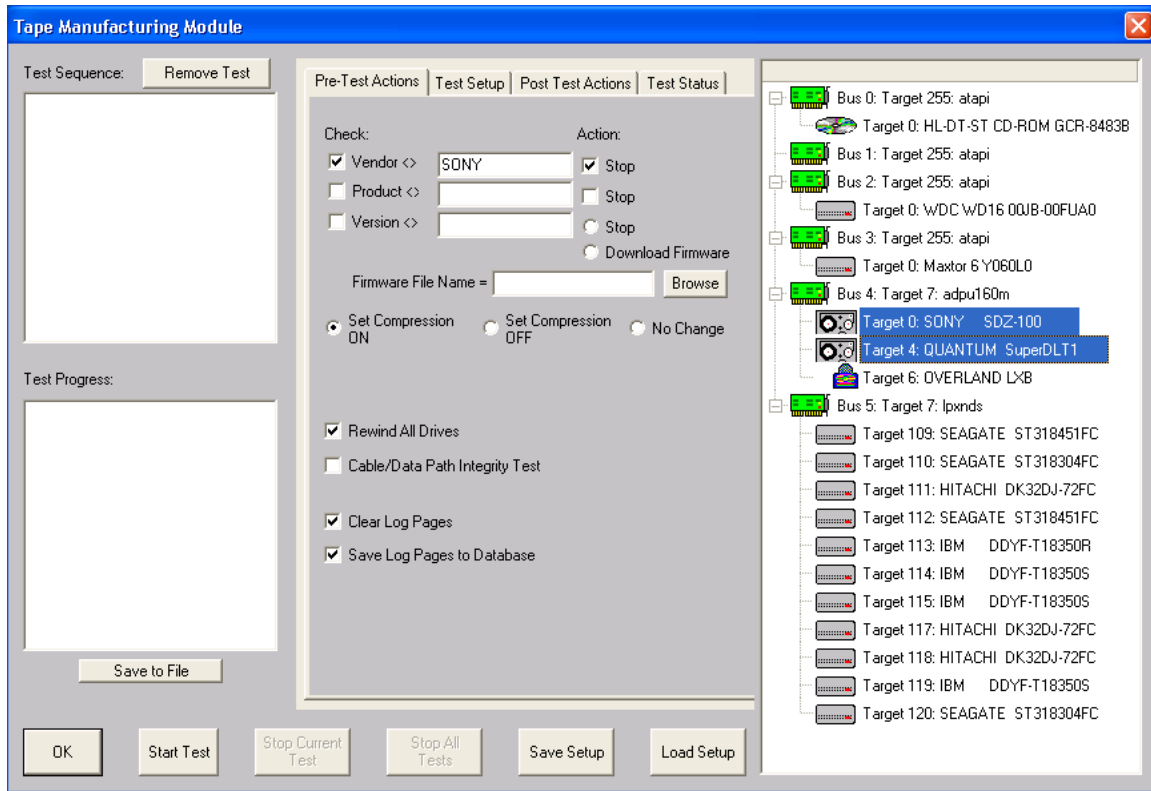 Tape Manufacturing Module
Test Sequence:
Remove Test
Test Progress:
Save to File
Pre-Test Actions
Test Setup
Post Test Actions
Test Status
Check:
Action:
Vendor <>
SONY
Stop
Product <>
Stop
Version <>
Stop
Download Firmware
Firmware File Name =
Browse
Set Compression
ON
Set Compression
OFF
No Change
Rewind All Drives
Cable/Data Path Integrity Test
Clear Log Pages
Save Log Pages to Database
Bus 0: Target 255: atapi
Target 0: HL-DT-ST CD-ROM GCR-8483B
Bus 1: Target 255: atapi
Bus 2: Target 255: atapi
Target 0: WDC WD16 00JB-00FUA0
Bus 3: Target 255: atapi
Target 0: Maxtor 6 Y060L0
Bus 4: Target 7: adpu160m
Target 0: SONY SDZ-100
Target 4: QUANTUM SuperDLT1
Target 6: OVERLAND LXB
Bus 5: Target 7: lpxnds
Target 109: SEAGATE ST318451FC
Target 110: SEAGATE ST318304FC
Target 111: HITACHI DK32DJ-72FC
Target 112: SEAGATE ST318451FC
Target 113: IBM DDYF-T18350R
Target 114: IBM DDYF-T18350S
Target 115: IBM DDYF-T18350S
Target 117: HITACHI DK32DJ-72FC
Target 118: HITACHI DK32DJ-72FC
Target 119: IBM DDYF-T18350S
Target 120: SEAGATE ST318304FC
OK
Start Test
Stop Current
Test
Stop All
Tests
Save Setup
Load Setup